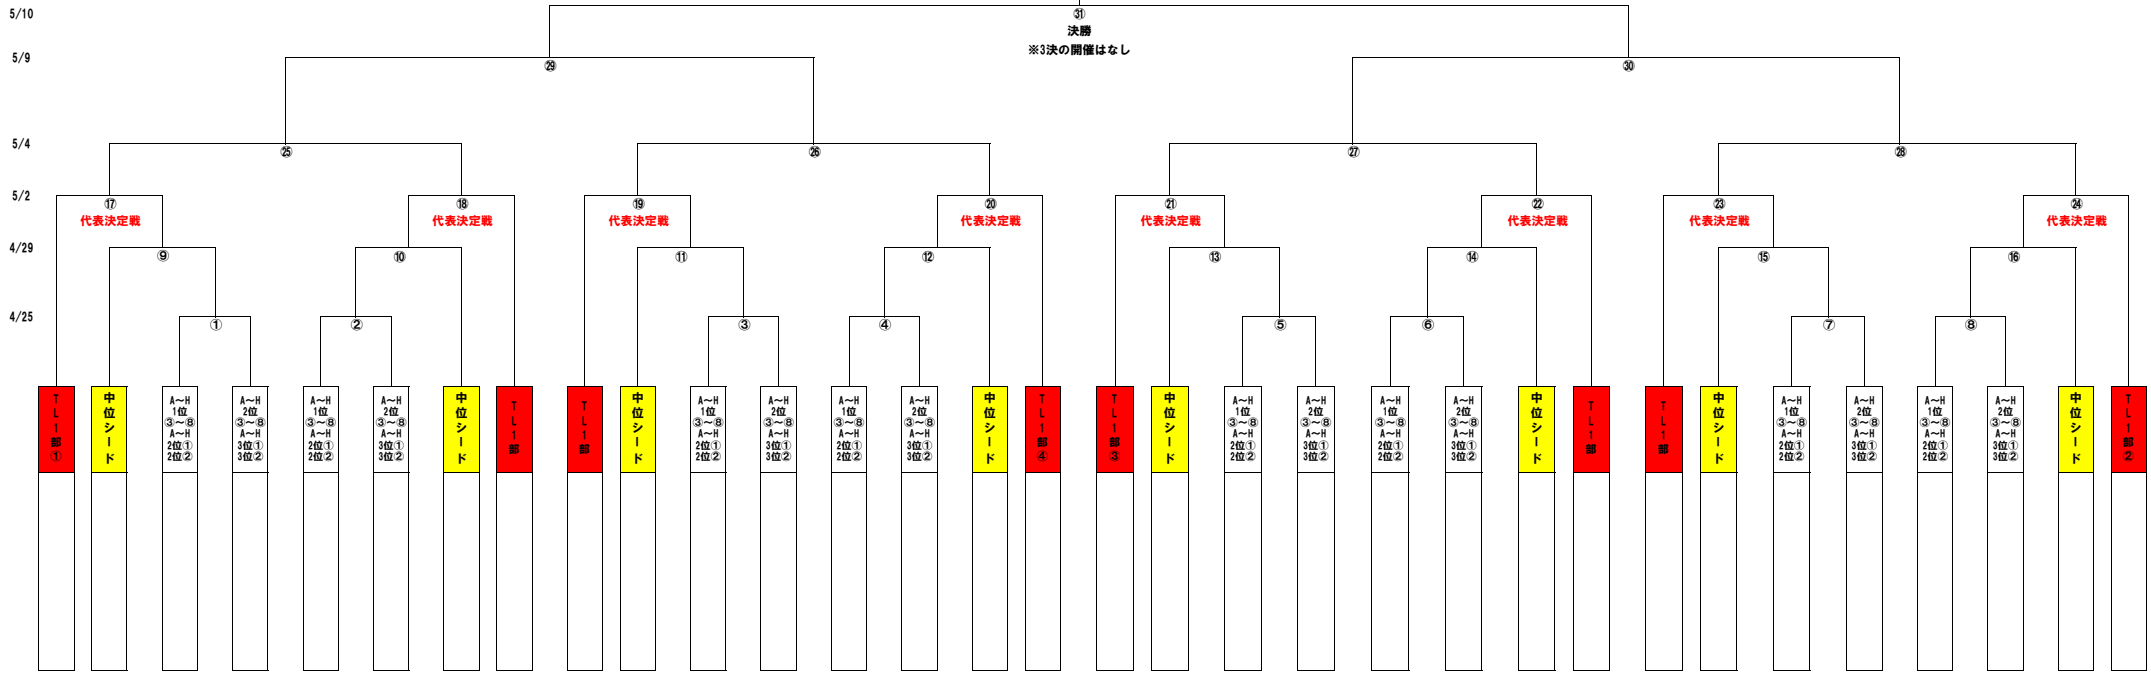 5/10
㉛
決勝
※3決の開催はなし
5/9
㉙
㉚
5/4
㉕
㉖
㉗
㉘
5/2
⑰
代表決定戦
⑱
代表決定戦
⑲
代表決定戦
⑳
代表決定戦
㉑
代表決定戦
㉒
代表決定戦
㉓
代表決定戦
㉔
代表決定戦
4/29
⑨
⑩
⑪
⑫
⑬
⑭
⑮
⑯
4/25
①
②
③
④
⑤
⑥
⑦
⑧
TL1部①
中位シード
A～H
1位
③～⑧
A～H
2位①
2位②
A～H
2位
③～⑧
A～H
3位①
3位②
A～H
1位
③～⑧
A～H
2位①
2位②
A～H
2位
③～⑧
A～H
3位①
3位②
中位シード
TL1部
TL1部
中位シード
A～H
1位
③～⑧
A～H
2位①
2位②
A～H
2位
③～⑧
A～H
3位①
3位②
A～H
1位
③～⑧
A～H
2位①
2位②
A～H
2位
③～⑧
A～H
3位①
3位②
中位シード
TL1部④
TL1部③
中位シード
A～H
1位
③～⑧
A～H
2位①
2位②
A～H
2位
③～⑧
A～H
3位①
3位②
A～H
1位
③～⑧
A～H
2位①
2位②
A～H
2位
③～⑧
A～H
3位①
3位②
中位シード
TL1部
TL1部
中位シード
A～H
1位
③～⑧
A～H
2位①
2位②
A～H
2位
③～⑧
A～H
3位①
3位②
A～H
1位
③～⑧
A～H
2位①
2位②
A～H
2位
③～⑧
A～H
3位①
3位②
中位シード
TL1部②